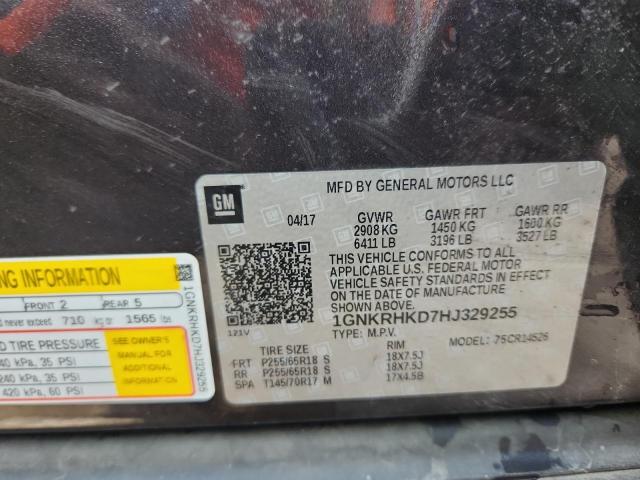 MFD BY GENERAL MOTORS LLC
GM
04/17
GVWR GAWR FRT GAWR RR
2908 KG 1450 KG 1600 KG
6411 LB 3196 LB 3527 LB
THIS VEHICLE CONFORMS TO ALL
APPLICABLE U.S. FEDERAL MOTOR
VEHICLE SAFETY STANDARDS IN EFFECT
ON THE DATE OF MANUFACTURE
SHOWN ABOVE.
1GNKRHKD7HJ329255
121V
TYPE: M.P.V. MODEL: 75CR14526
TIRE SIZE RIM
FRT P255/65R18 S 18X7.5J
RR P255/65R18 S 18X7.5J
SPA T145/70R17 M 17X4.5B
NG INFORMATION
FRONT 2 REAR 5
never exceed 710 kg or 1565 lbs
D TIRE PRESSURE
40 kPa, 35 PSI
240 kPa, 35 PSI
420 kPa, 60 PSI
SEE OWNER'S
MANUAL FOR
ADDITIONAL
INFORMATION
1GNKRHKD7HJ329255